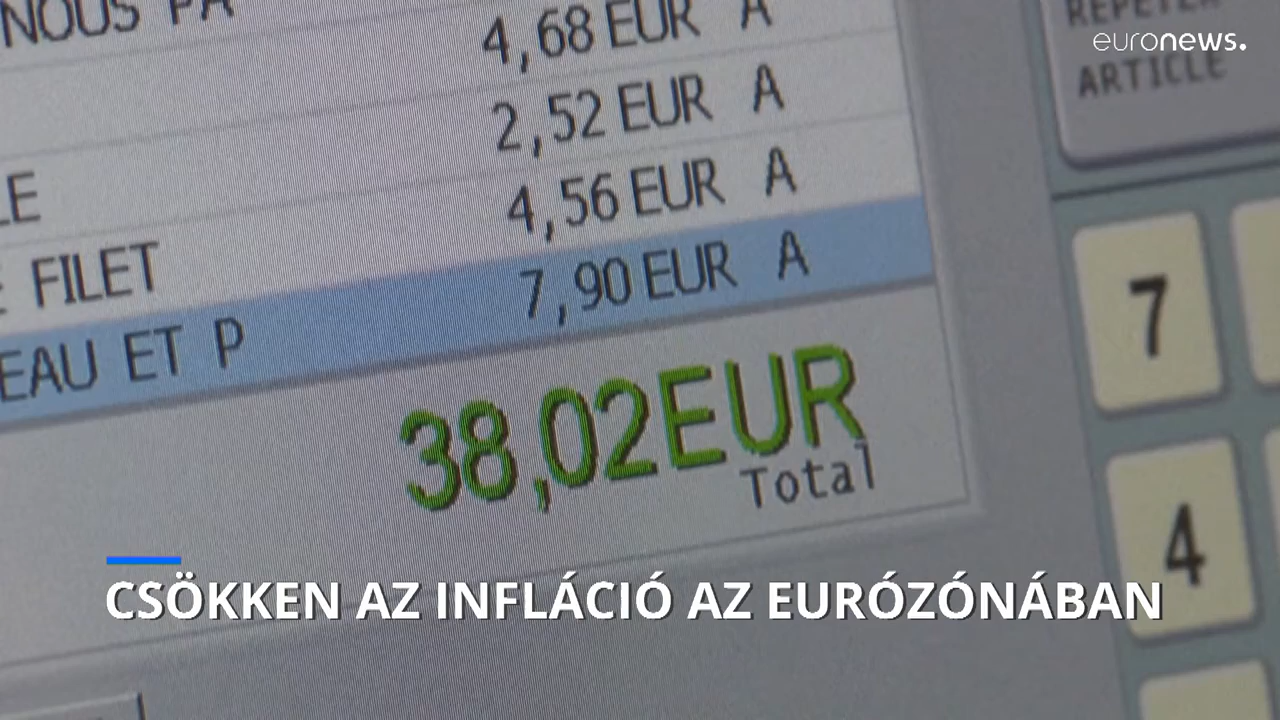 NOUS PA
4,68 EUR A
2,52 EUR A
LE 4,56 EUR A
FILET 7,90 EUR A
EAU ET P
38,02EUR
Total
REPETER
ARTICLE
7
4
euronews.
CSÖKKEN AZ INFLÁCIÓ AZ EURÓZÓNÁBAN